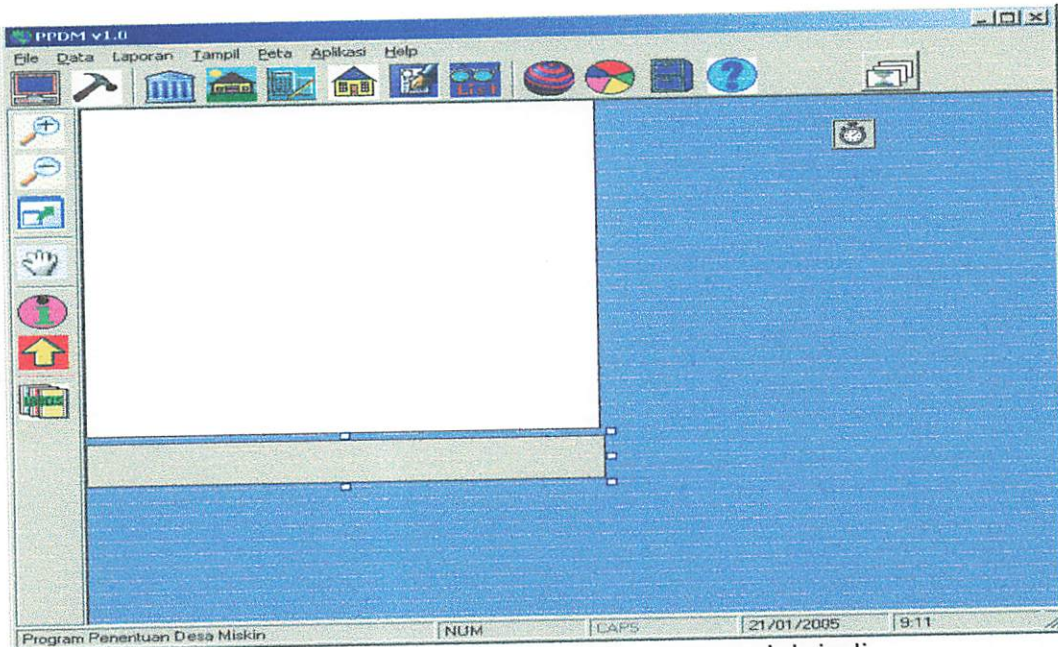 PPDM v1.0
File Data Laporan Tampil Peta Aplikasi Help
LIST
LABELS
Program Penentuan Desa Miskin NUM CAPS 21/01/2005 9:11